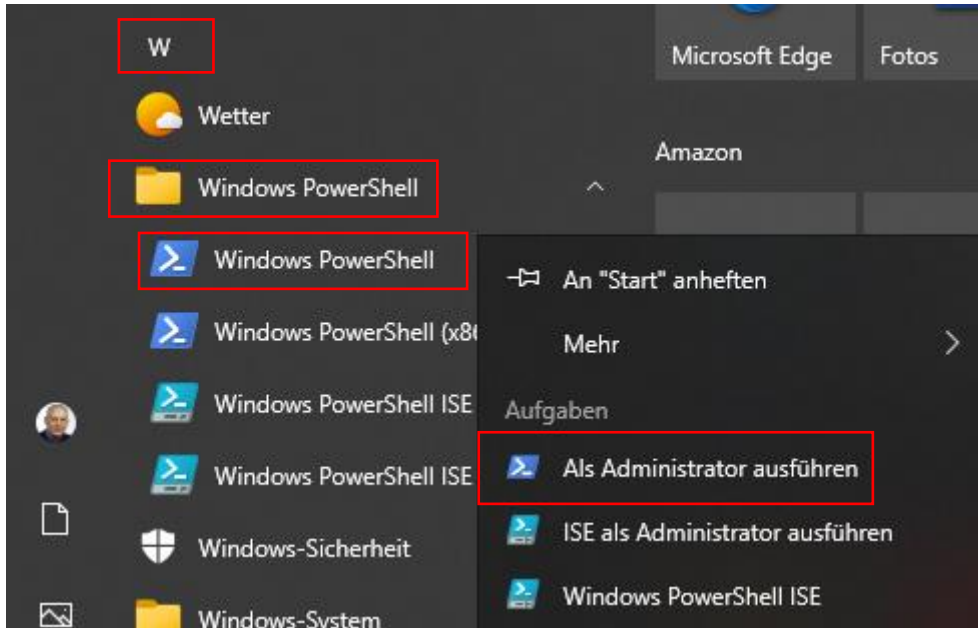 W
Wetter
Windows PowerShell
Windows PowerShell
Windows PowerShell (x86
Windows PowerShell ISE
Windows PowerShell ISE
Windows-Sicherheit
Windows-System
Microsoft Edge
Fotos
Amazon
An "Start" anheften
Mehr
Aufgaben
Als Administrator ausführen
ISE als Administrator ausführen
Windows PowerShell ISE